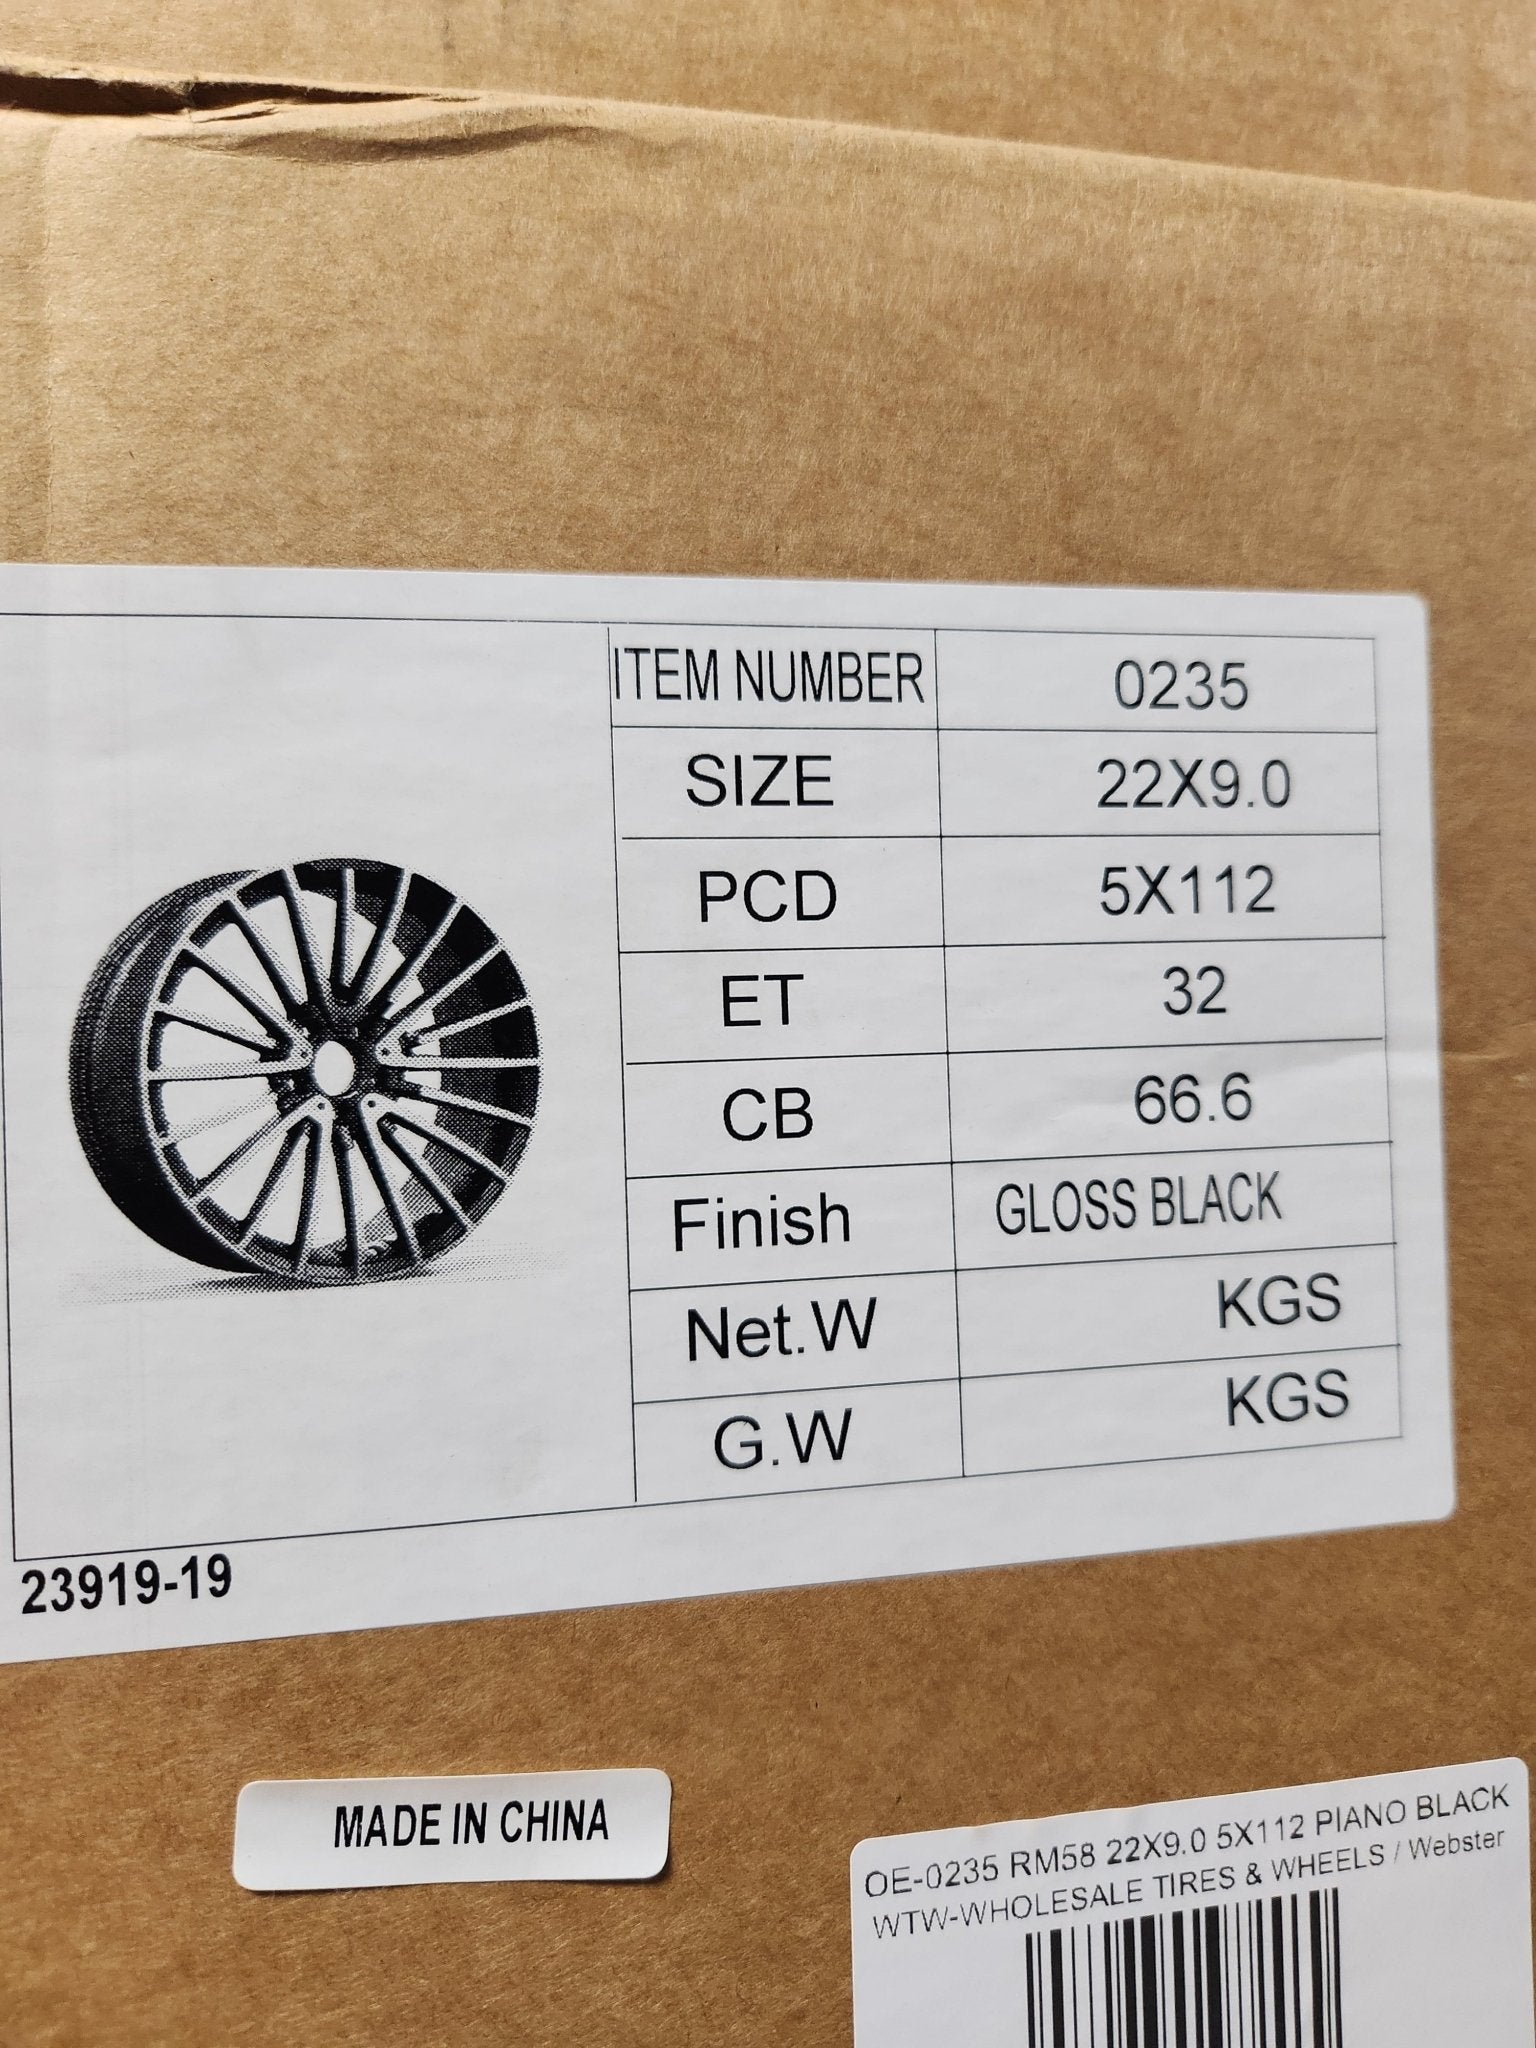 ITEM NUMBER 0235
SIZE 22X9.0
PCD 5X112
ET 32
CB 66.6
Finish GLOSS BLACK
Net.W KGS
G.W KGS
23919-19
MADE IN CHINA
OE-0235 RM58 22X9.0 5X112 PIANO BLACK
WTW-WHOLESALE TIRES & WHEELS / Webster